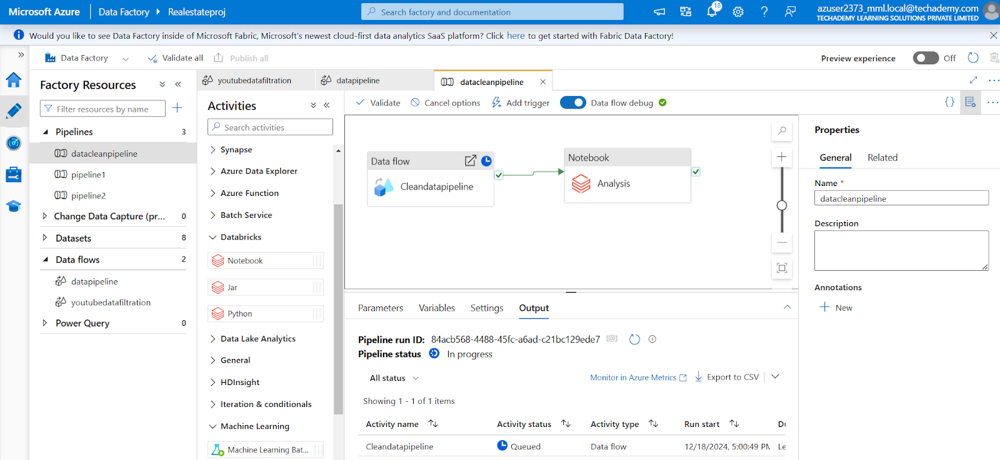 Microsoft Azure
Data Factory
Realestateproj
Search factory and documentation
18
azuser2373_mml.local@techademy.com
TECHADEMY LEARNING SOLUTIONS PRIVATE LIMITED
Would you like to see Data Factory inside of Microsoft Fabric, Microsoft's newest cloud-first data analytics SaaS platform? Click here to get started with Fabric Data Factory!
Data Factory
Validate all
Publish all
Preview experience
Off
Factory Resources
Filter resources by name
Pipelines 3
datacleanpipeline
pipeline1
pipeline2
Change Data Capture (pr... 0
Datasets 8
Data flows 2
datapipeline
youtubedatafiltration
Power Query 0
youtubedatafiltration
datapipeline
datacleanpipeline
Activities
Search activities
Synapse
Azure Data Explorer
Azure Function
Batch Service
Databricks
Notebook
Jar
Python
Data Lake Analytics
General
HDInsight
Iteration & conditionals
Machine Learning
Machine Learning Bat...
Validate
Cancel options
Add trigger
Data flow debug
{}
Data flow
Cleandatapipeline
Notebook
Analysis
Parameters
Variables
Settings
Output
Pipeline run ID: 84acb568-4488-45fc-a6ad-c21bc129ede7
Pipeline status In progress
All status
Monitor in Azure Metrics
Export to CSV
Showing 1 - 1 of 1 items
Activity name Activity status Activity type Run start Du
Cleandatapipeline Queued Data flow 12/18/2024, 5:00:49 PM Le
Properties
General
Related
Name *
datacleanpipeline
Description
Annotations
New